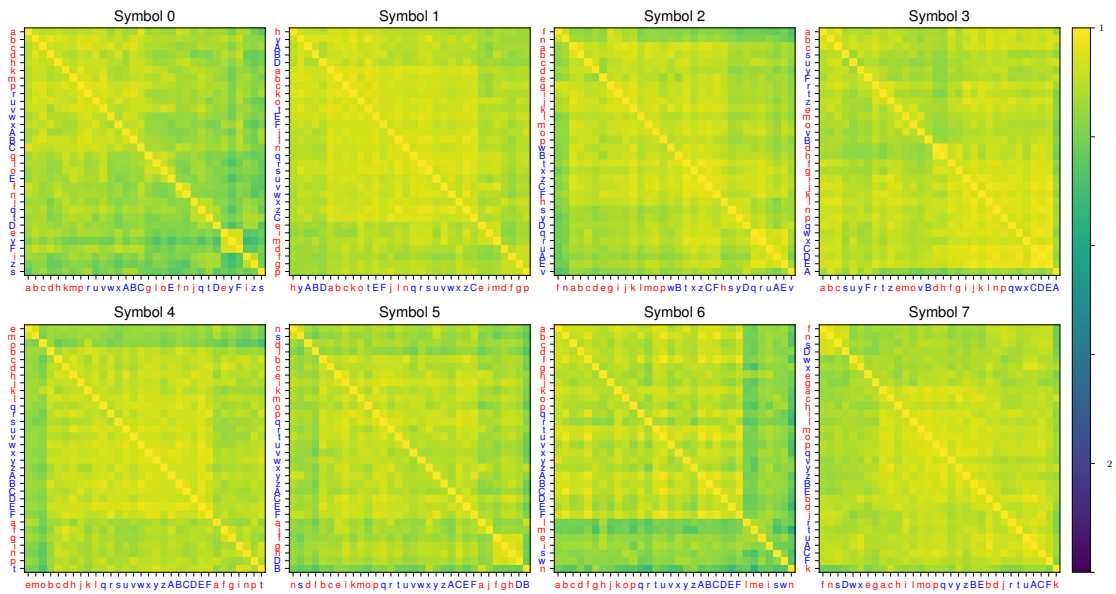 Symbol 0
a b c d h k m p r u v w x A B C g l o E f n j q t D e y F i z s
a b c d h k m p r u v w x A B C g l o E f n j q t D e y F i z s
Symbol 1
h y A B D a b c k o t E F j l n q r s u v w x z C e i m d f g p
h y A B D a b c k o t E F j l n q r s u v w x z C e i m d f g p
Symbol 2
f n a b c d e g i j k l m o p w B t x z C F h s y D q r u A E v
f n a b c d e g i j k l m o p w B t x z C F h s y D q r u A E v
Symbol 3
a b c s u y F r t z e m o v B d h f g i j k l n p q w x C D E A
a b c s u y F r t z e m o v B d h f g i j k l n p q w x C D E A
1
2
Symbol 4
e m o b c d h j k l q r s u v w x y z A B C D E F a f g i n p t
e m o b c d h j k l q r s u v w x y z A B C D E F a f g i n p t
Symbol 5
n s d l b c e i k m o p q r t u v w x y z A C E F a j f g h D B
n s d l b c e i k m o p q r t u v w x y z A C E F a j f g h D B
Symbol 6
a b c d f g h j k o p q r t u v x y z A B C D E F l m e i s w n
a b c d f g h j k o p q r t u v x y z A B C D E F l m e i s w n
Symbol 7
f n s D w x e g a c h i l m o p q v y z B E b d j r t u A C F k
f n s D w x e g a c h i l m o p q v y z B E b d j r t u A C F k